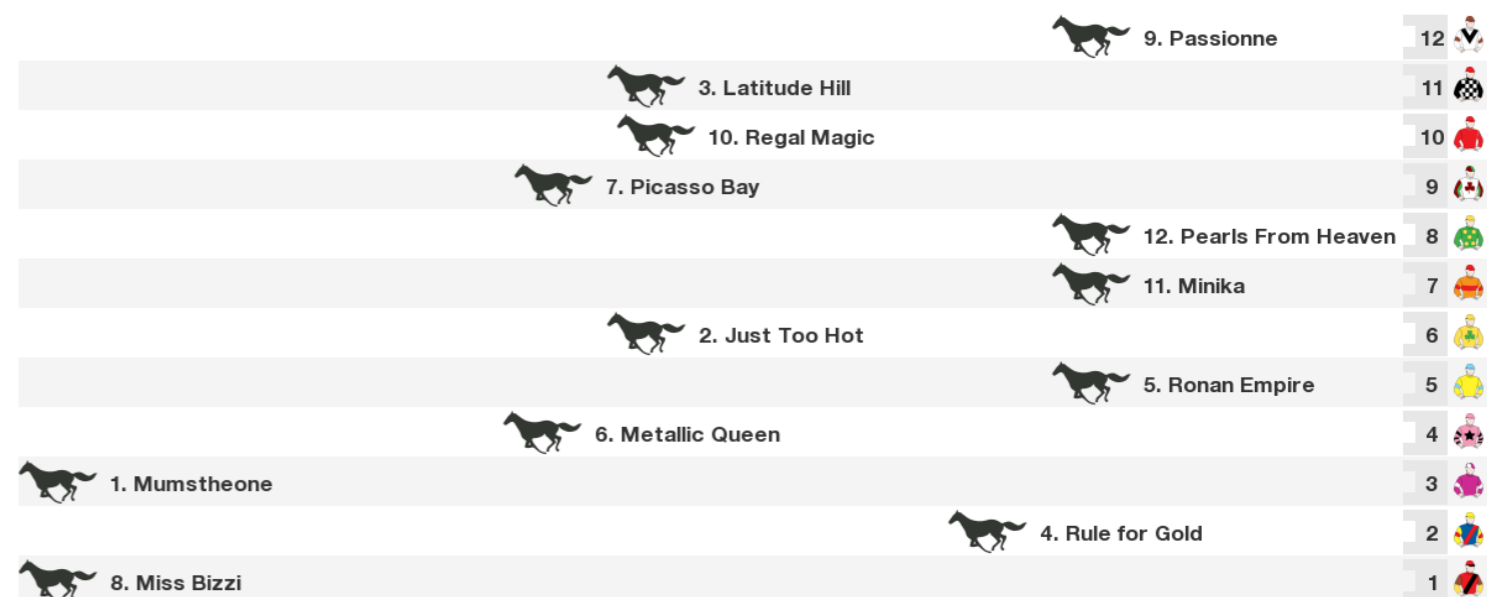 9. Passionne 12
3. Latitude Hill 11
10. Regal Magic 10
7. Picasso Bay 9
12. Pearls From Heaven 8
11. Minika 7
2. Just Too Hot 6
5. Ronan Empire 5
6. Metallic Queen 4
1. Mumstheone 3
4. Rule for Gold 2
8. Miss Bizzi 1